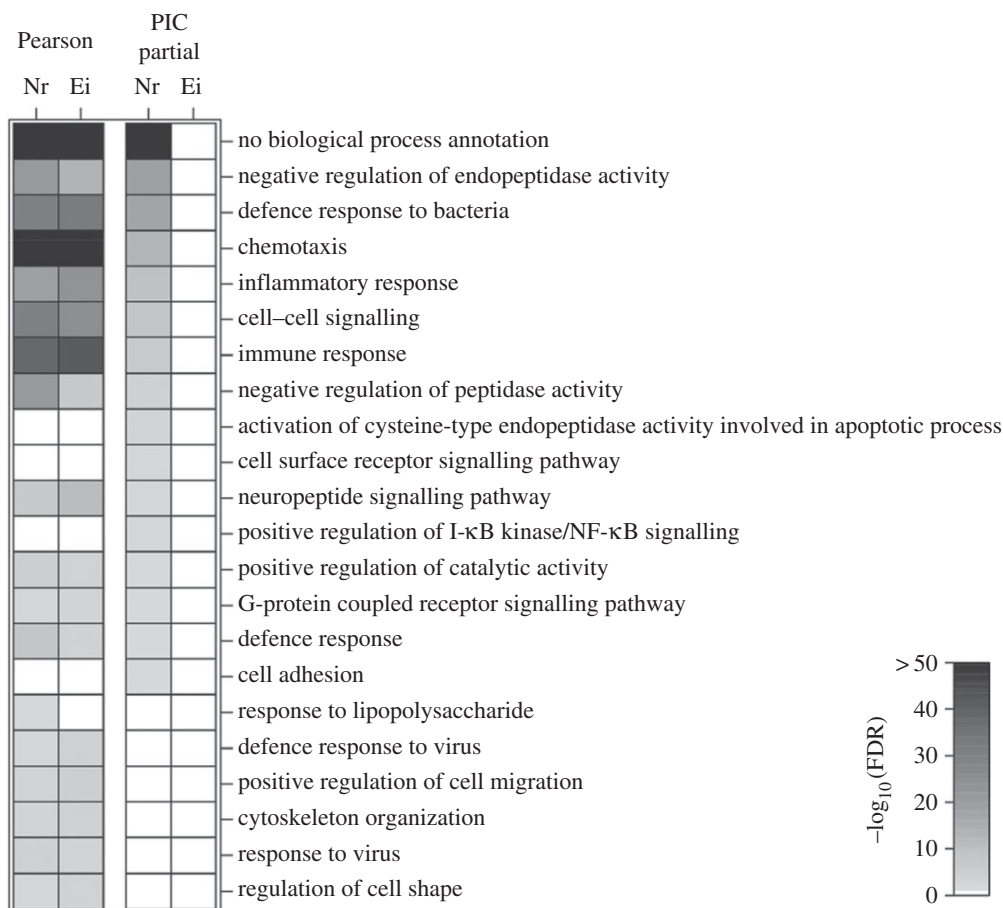 Pearson
PIC
partial
Nr Ei Nr Ei
no biological process annotation
negative regulation of endopeptidase activity
defence response to bacteria
chemotaxis
inflammatory response
cell–cell signalling
immune response
negative regulation of peptidase activity
activation of cysteine-type endopeptidase activity involved in apoptotic process
cell surface receptor signalling pathway
neuropeptide signalling pathway
positive regulation of I-κB kinase/NF-κB signalling
positive regulation of catalytic activity
G-protein coupled receptor signalling pathway
defence response
cell adhesion
response to lipopolysaccharide
defence response to virus
positive regulation of cell migration
cytoskeleton organization
response to virus
regulation of cell shape
–log10(FDR)
> 50
40
30
20
10
0